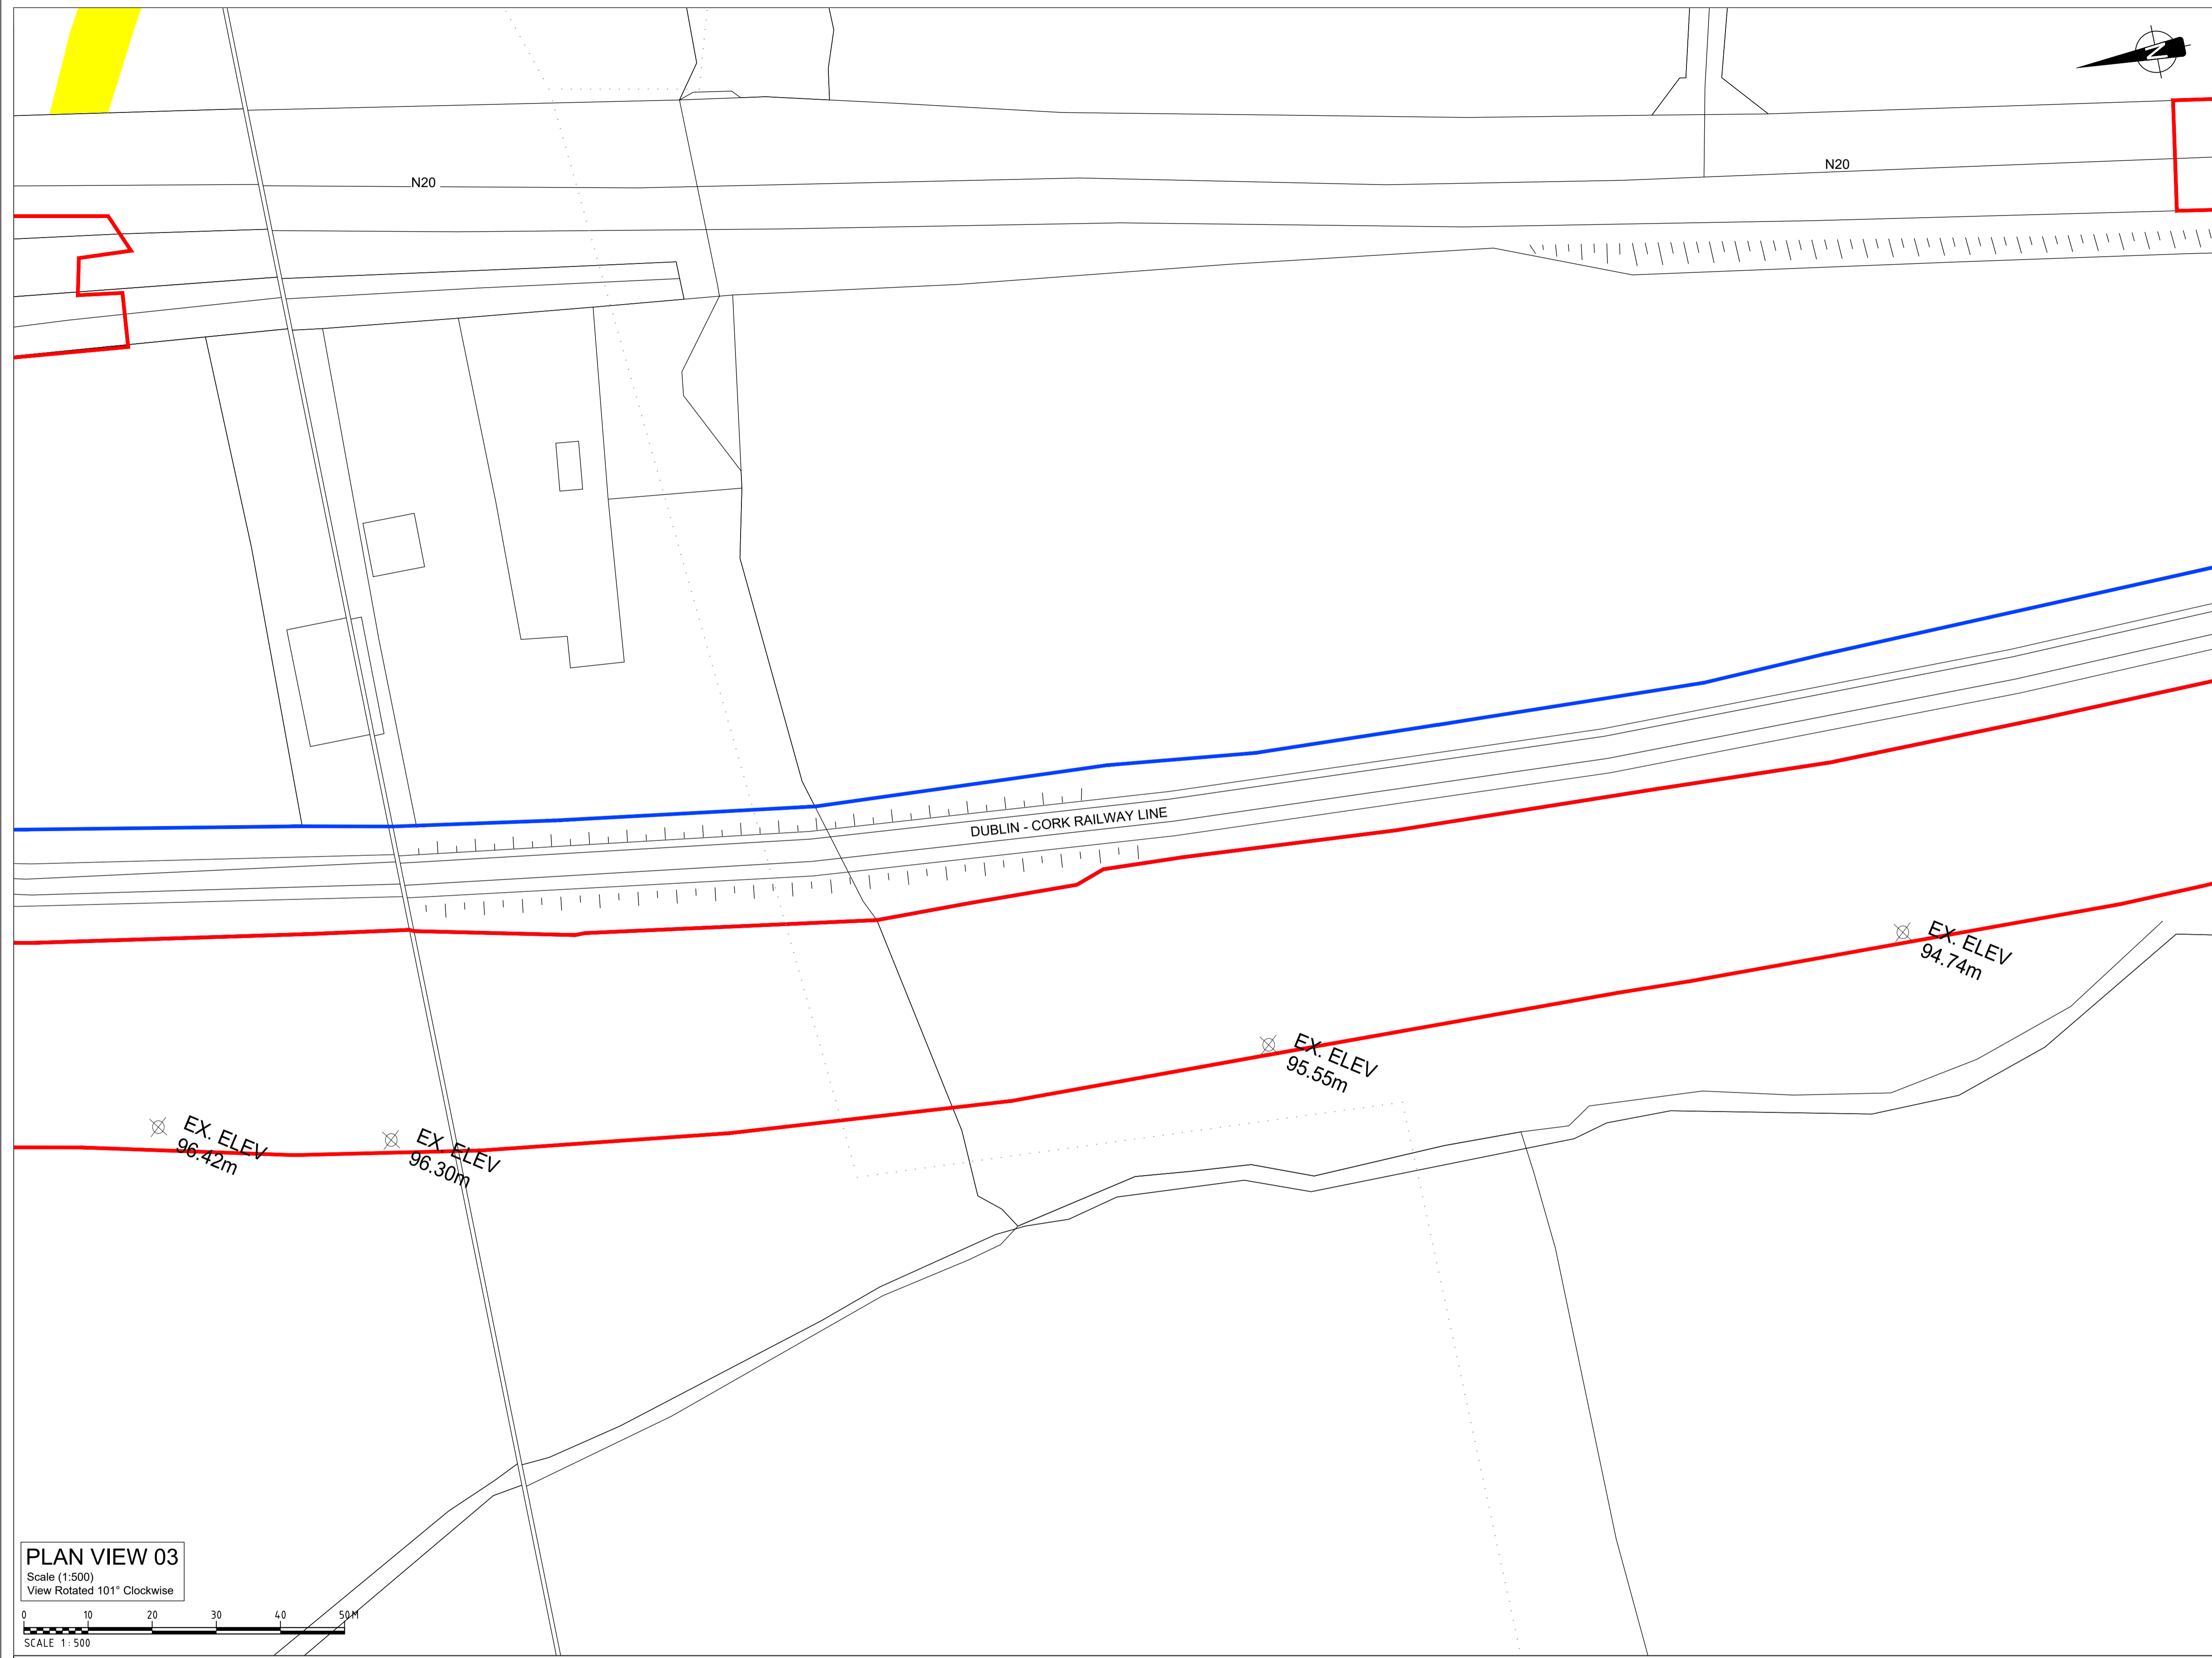 N
N20
N20
DUBLIN - CORK RAILWAY LINE
EX. ELEV
94.74m
EX. ELEV
95.55m
EX. ELEV
96.42m
EX. ELEV
96.30m
PLAN VIEW 03
Scale (1:500)
View Rotated 101° Clockwise
0 10 20 30 40 50M
SCALE 1:500